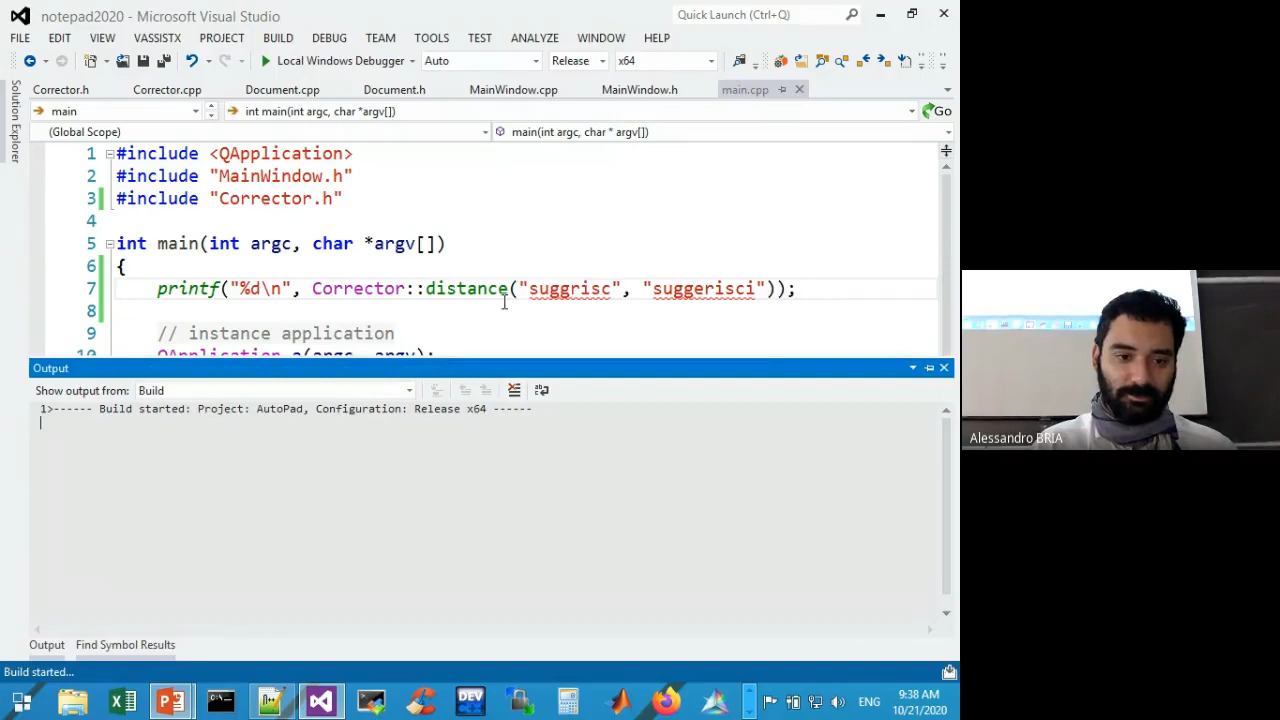 notepad2020 - Microsoft Visual Studio
Quick Launch (Ctrl+Q)
FILE EDIT VIEW VASSISTX PROJECT BUILD DEBUG TEAM TOOLS TEST ANALYZE WINDOW HELP
Local Windows Debugger Auto Release x64
Solution Explorer
Corrector.h Corrector.cpp Document.cpp Document.h MainWindow.cpp MainWindow.h main.cpp
main int main(int argc, char *argv[]) Go
(Global Scope) main(int argc, char * argv[])
1 #include <QApplication>
2 #include "MainWindow.h"
3 #include "Corrector.h"
4
5 int main(int argc, char *argv[])
6 {
7 printf("%d\n", Corrector::distance("suggrisc", "suggerisci"));
8
9 // instance application
10 QApplication a(argc, argv);
Output
Show output from: Build
1>------ Build started: Project: AutoPad, Configuration: Release x64 ------
Output Find Symbol Results
Build started...
DEV
ENG
9:38 AM
10/21/2020
Alessandro BRIA